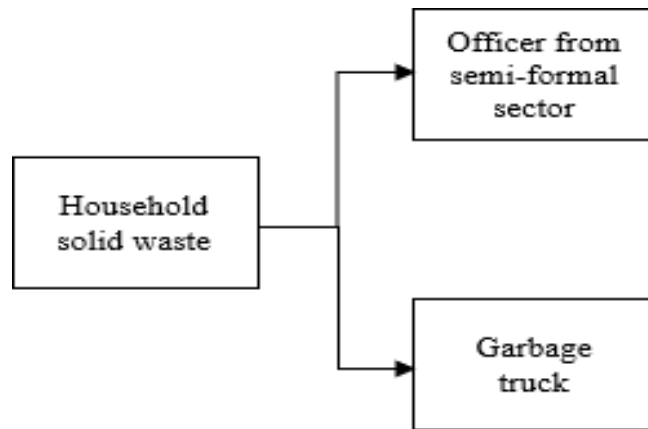 Officer from
semi-formal
sector
Household
solid waste
Garbage
truck